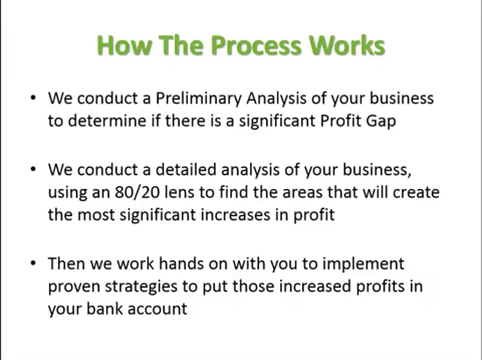 How The Process Works
• We conduct a Preliminary Analysis of your business
to determine if there is a significant Profit Gap
• We conduct a detailed analysis of your business,
using an 80/20 lens to find the areas that will create
the most significant increases in profit
• Then we work hands on with you to implement
proven strategies to put those increased profits in
your bank account